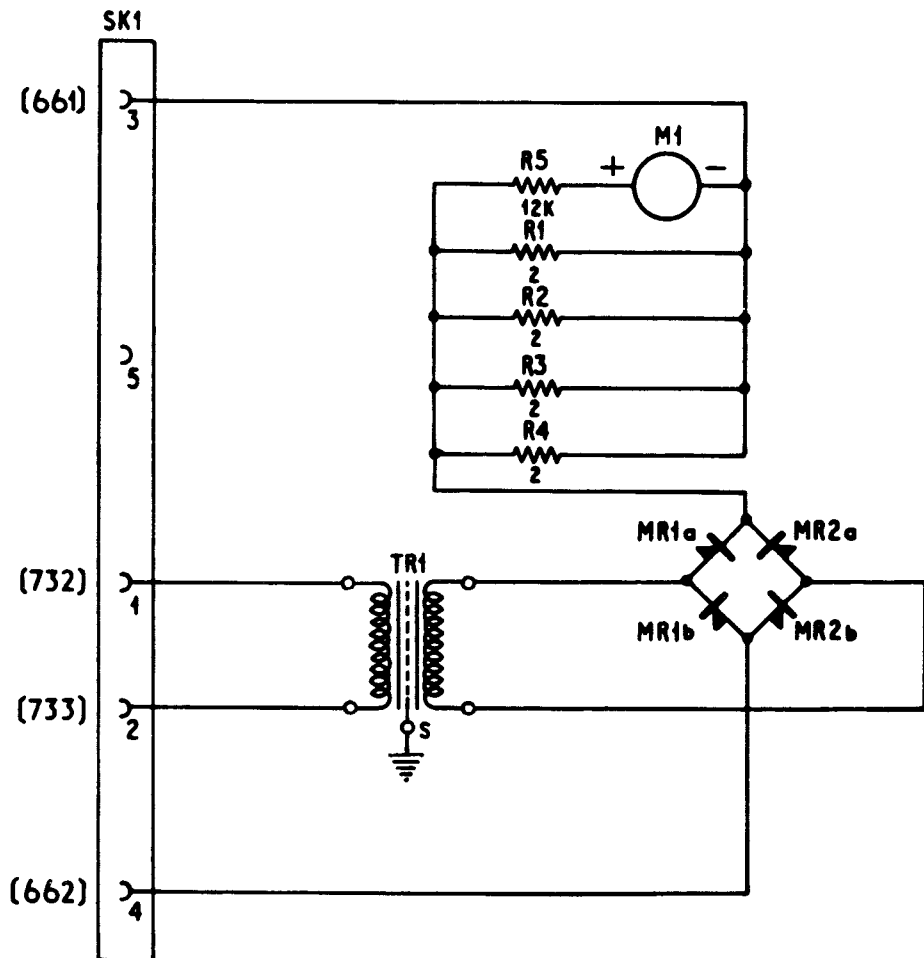 SK1
(661)
3
M1
R5
+
-
12K
R1
2
R2
2
5
R3
2
R4
2
MR1a
MR2a
(732)
1
TR1
MR1b
MR2b
(733)
2
S
(662)
4